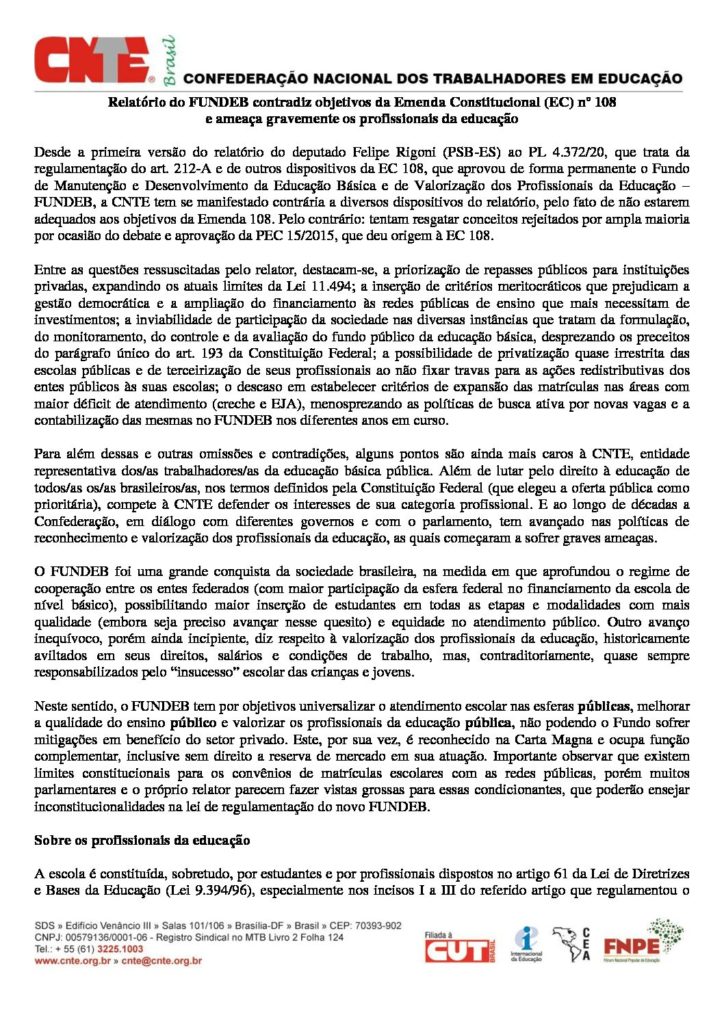 CNTE® Brasil
CONFEDERAÇÃO NACIONAL DOS TRABALHADORES EM EDUCAÇÃO
Relatório do FUNDEB contradiz objetivos da Emenda Constitucional (EC) nº 108
e ameaça gravemente os profissionais da educação
Desde a primeira versão do relatório do deputado Felipe Rigoni (PSB-ES) ao PL 4.372/20, que trata da
regulamentação do art. 212-A e de outros dispositivos da EC 108, que aprovou de forma permanente o Fundo
de Manutenção e Desenvolvimento da Educação Básica e de Valorização dos Profissionais da Educação –
FUNDEB, a CNTE tem se manifestado contrária a diversos dispositivos do relatório, pelo fato de não estarem
adequados aos objetivos da Emenda 108. Pelo contrário: tentam resgatar conceitos rejeitados por ampla maioria
por ocasião do debate e aprovação da PEC 15/2015, que deu origem à EC 108.
Entre as questões ressuscitadas pelo relator, destacam-se, a priorização de repasses públicos para instituições
privadas, expandindo os atuais limites da Lei 11.494; a inserção de critérios meritocráticos que prejudicam a
gestão democrática e a ampliação do financiamento às redes públicas de ensino que mais necessitam de
investimentos; a inviabilidade de participação da sociedade nas diversas instâncias que tratam da formulação,
do monitoramento, do controle e da avaliação do fundo público da educação básica, desprezando os preceitos
do parágrafo único do art. 193 da Constituição Federal; a possibilidade de privatização quase irrestrita das
escolas públicas e de terceirização de seus profissionais ao não fixar travas para as ações redistributivas dos
entes públicos às suas escolas; o descaso em estabelecer critérios de expansão das matrículas nas áreas com
maior déficit de atendimento (creche e EJA), menosprezando as políticas de busca ativa por novas vagas e a
contabilização das mesmas no FUNDEB nos diferentes anos em curso.
Para além dessas e outras omissões e contradições, alguns pontos são ainda mais caros à CNTE, entidade
representativa dos/as trabalhadores/as da educação básica pública. Além de lutar pelo direito à educação de
todos/as os/as brasileiros/as, nos termos definidos pela Constituição Federal (que elegeu a oferta pública como
prioritária), compete à CNTE defender os interesses de sua categoria profissional. E ao longo de décadas a
Confederação, em diálogo com diferentes governos e com o parlamento, tem avançado nas políticas de
reconhecimento e valorização dos profissionais da educação, as quais começaram a sofrer graves ameaças.
O FUNDEB foi uma grande conquista da sociedade brasileira, na medida em que aprofundou o regime de
cooperação entre os entes federados (com maior participação da esfera federal no financiamento da escola de
nível básico), possibilitando maior inserção de estudantes em todas as etapas e modalidades com mais
qualidade (embora seja preciso avançar nesse quesito) e equidade no atendimento público. Outro avanço
inequívoco, porém ainda incipiente, diz respeito à valorização dos profissionais da educação, historicamente
aviltados em seus direitos, salários e condições de trabalho, mas, contraditoriamente, quase sempre
responsabilizados pelo “insucesso” escolar das crianças e jovens.
Neste sentido, o FUNDEB tem por objetivos universalizar o atendimento escolar nas esferas públicas, melhorar
a qualidade do ensino público e valorizar os profissionais da educação pública, não podendo o Fundo sofrer
mitigações em benefício do setor privado. Este, por sua vez, é reconhecido na Carta Magna e ocupa função
complementar, inclusive sem direito a reserva de mercado em sua atuação. Importante observar que existem
limites constitucionais para os convênios de matrículas escolares com as redes públicas, porém muitos
parlamentares e o próprio relator parecem fazer vistas grossas para essas condicionantes, que poderão ensejar
inconstitucionalidades na lei de regulamentação do novo FUNDEB.
Sobre os profissionais da educação
A escola é constituída, sobretudo, por estudantes e por profissionais dispostos no artigo 61 da Lei de Diretrizes
e Bases da Educação (Lei 9.394/96), especialmente nos incisos I a III do referido artigo que regulamentou o
SDS » Edifício Venâncio III » Salas 101/106 » Brasília-DF » Brasil » CEP: 70393-902
CNPJ: 00579136/0001-06 - Registro Sindical no MTB Livro 2 Folha 124
Tel.: + 55 (61) 3225.1003
www.cnte.org.br » cnte@cnte.org.br
Filiada à
CUT BRASIL
Internacional
da Educação
CEA
FNPE
Fórum Nacional Popular de Educação